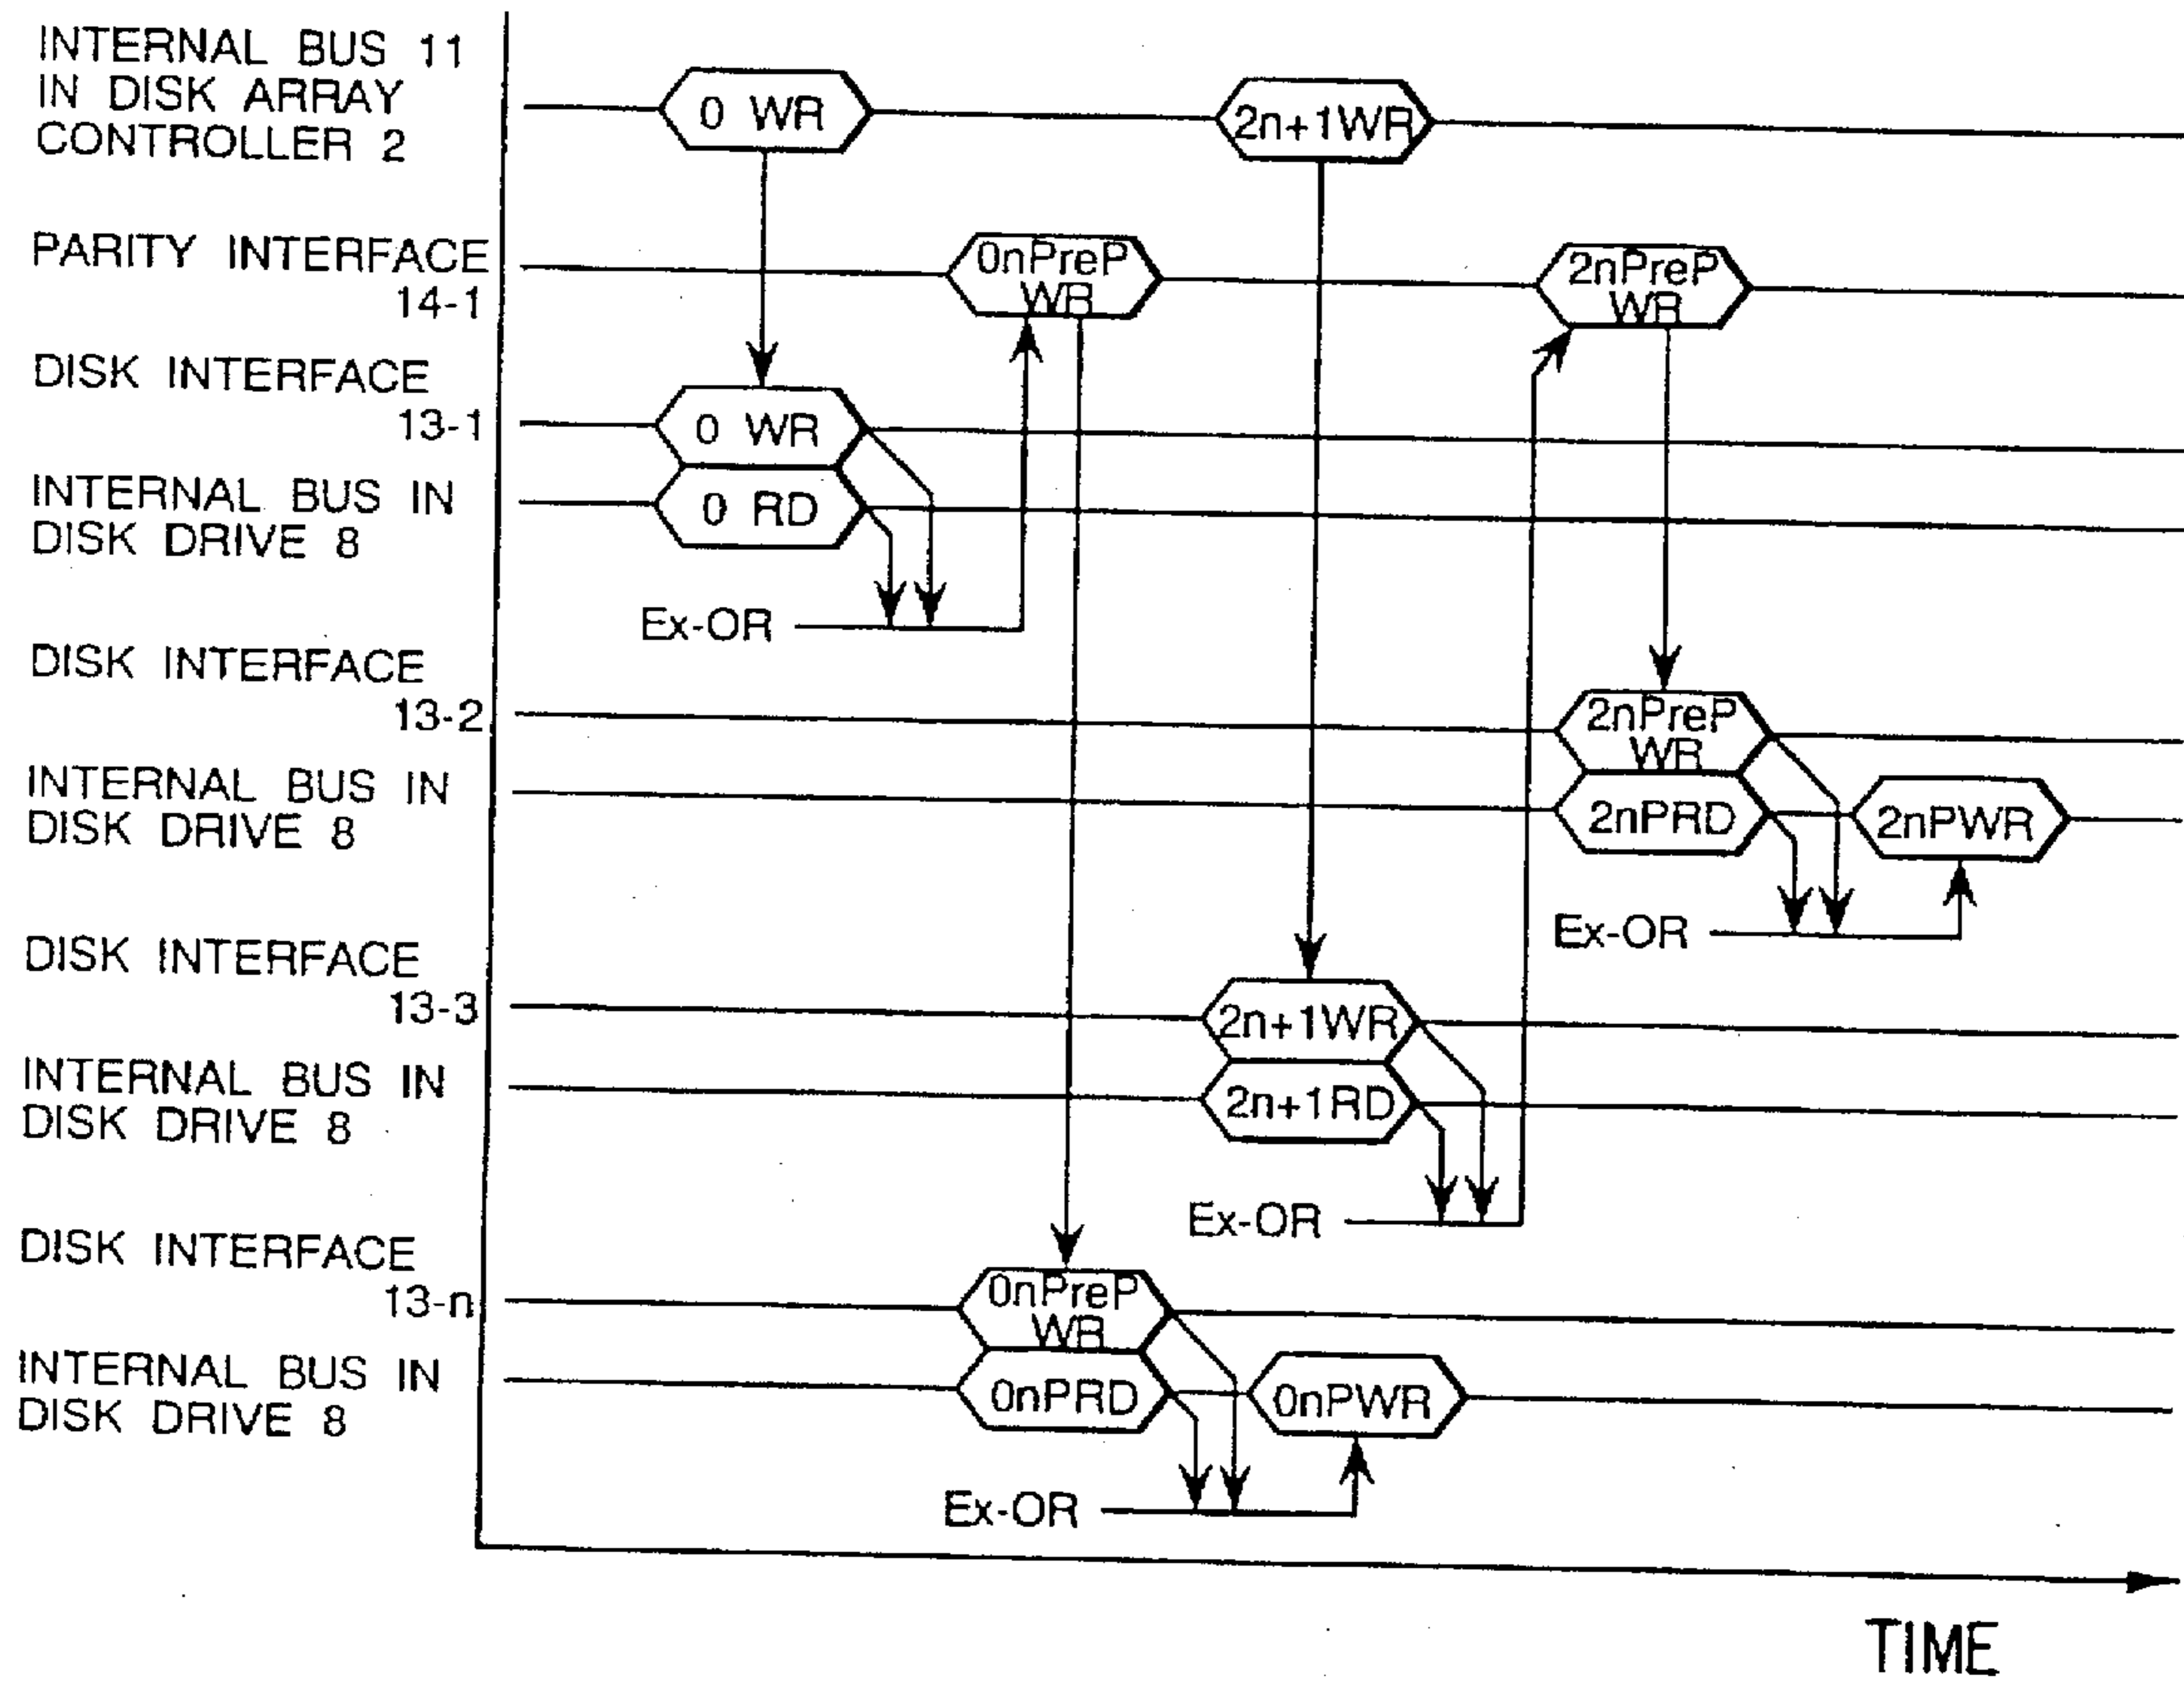 INTERNAL BUS 11
IN DISK ARRAY
CONTROLLER 2
0 WR
2n+1WR
PARITY INTERFACE
14-1
0nPreP
WR
2nPreP
WR
DISK INTERFACE
13-1
0 WR
INTERNAL BUS IN
DISK DRIVE 8
0 RD
Ex-OR
DISK INTERFACE
13-2
2nPreP
WR
INTERNAL BUS IN
DISK DRIVE 8
2nPRD
2nPWR
Ex-OR
DISK INTERFACE
13-3
2n+1WR
INTERNAL BUS IN
DISK DRIVE 8
2n+1RD
Ex-OR
DISK INTERFACE
13-n
0nPreP
WR
INTERNAL BUS IN
DISK DRIVE 8
0nPRD
0nPWR
Ex-OR
TIME